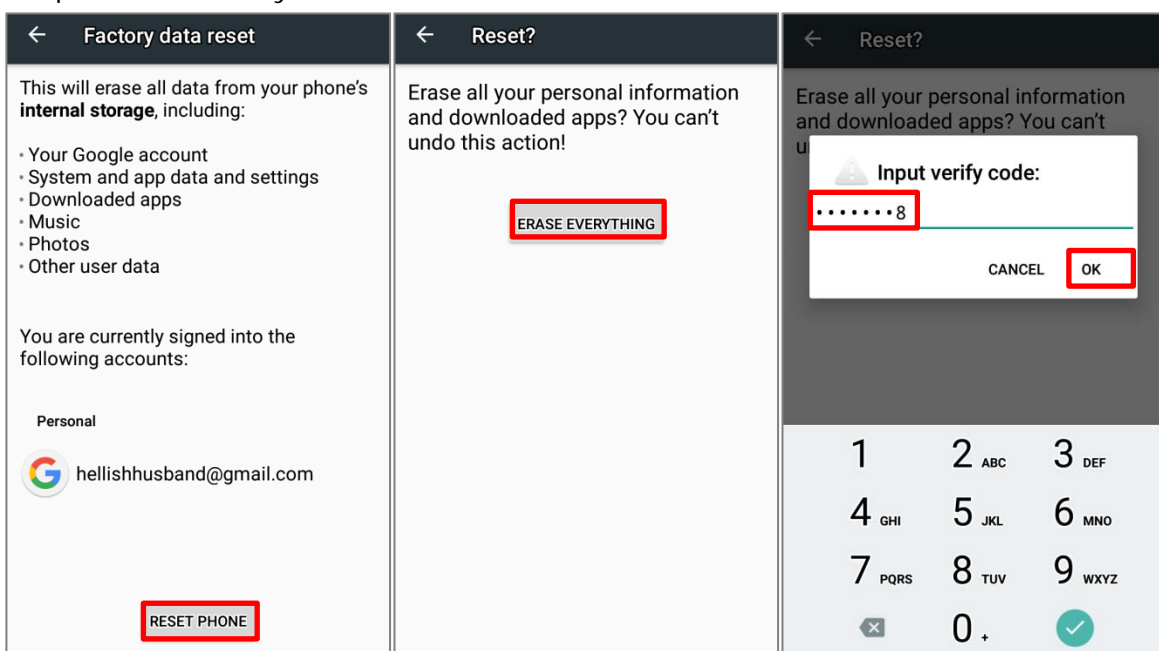 ← Factory data reset
This will erase all data from your phone's
internal storage, including:
· Your Google account
· System and app data and settings
· Downloaded apps
· Music
· Photos
· Other user data
You are currently signed into the
following accounts:
Personal
hellishhusband@gmail.com
RESET PHONE
← Reset?
Erase all your personal information
and downloaded apps? You can't
undo this action!
ERASE EVERYTHING
← Reset?
Erase all your personal information
and downloaded apps? You can't
Input verify code:
•••••••8
CANCEL OK
1 2 ABC 3 DEF
4 GHI 5 JKL 6 MNO
7 PQRS 8 TUV 9 WXYZ
0 +